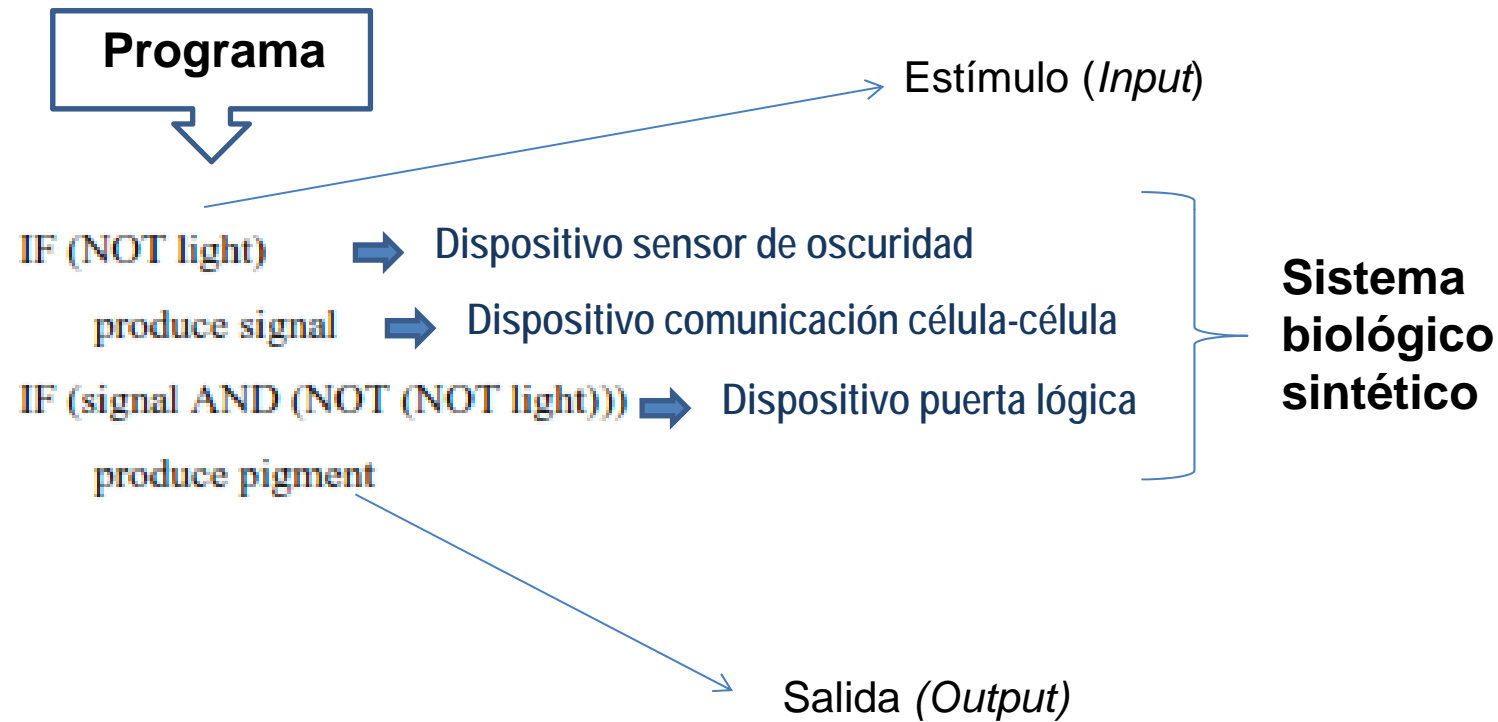 Programa
Estímulo (Input)
IF (NOT light)
Dispositivo sensor de oscuridad
produce signal
Dispositivo comunicación célula-célula
IF (signal AND (NOT (NOT light)))
Dispositivo puerta lógica
produce pigment
Sistema
biológico
sintético
Salida (Output)